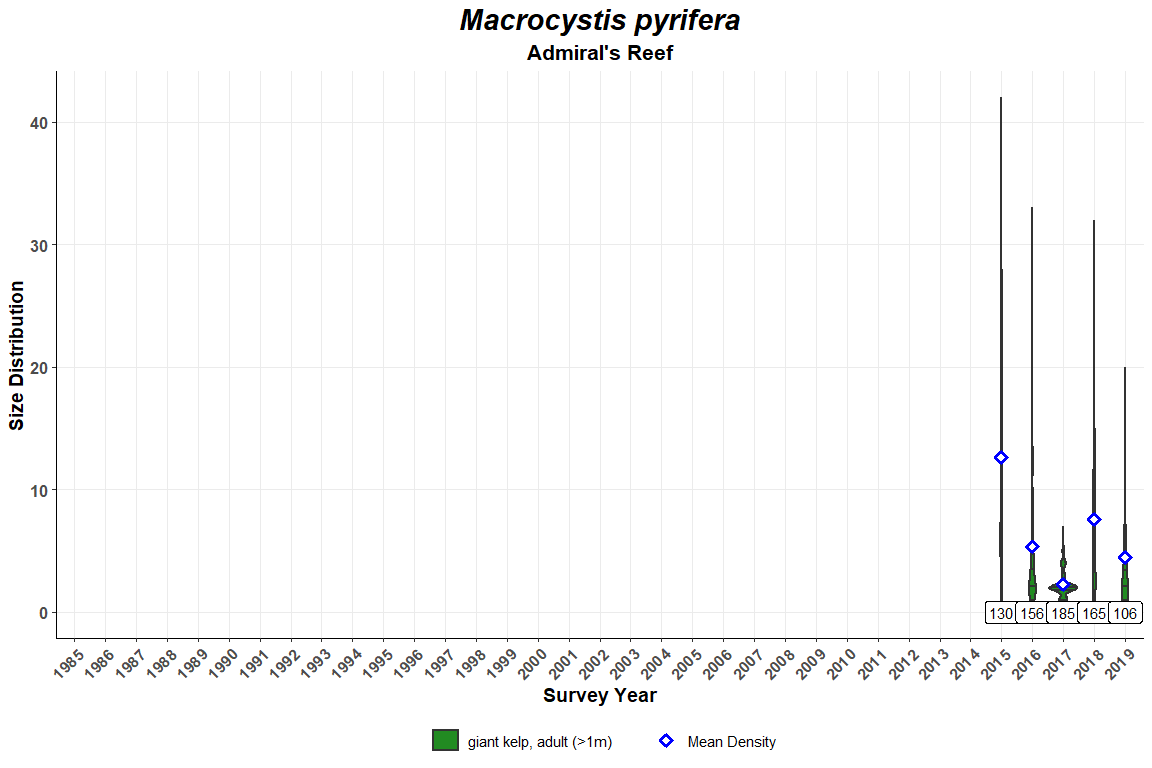 Macrocystis pyrifera
Admiral's Reef
Size Distribution
40
30
20
10
0
130 156 185 165 106
1985 1986 1987 1988 1989 1990 1991 1992 1993 1994 1995 1996 1997 1998 1999 2000 2001 2002 2003 2004 2005 2006 2007 2008 2009 2010 2011 2012 2013 2014 2015 2016 2017 2018 2019
Survey Year
giant kelp, adult (>1m) Mean Density